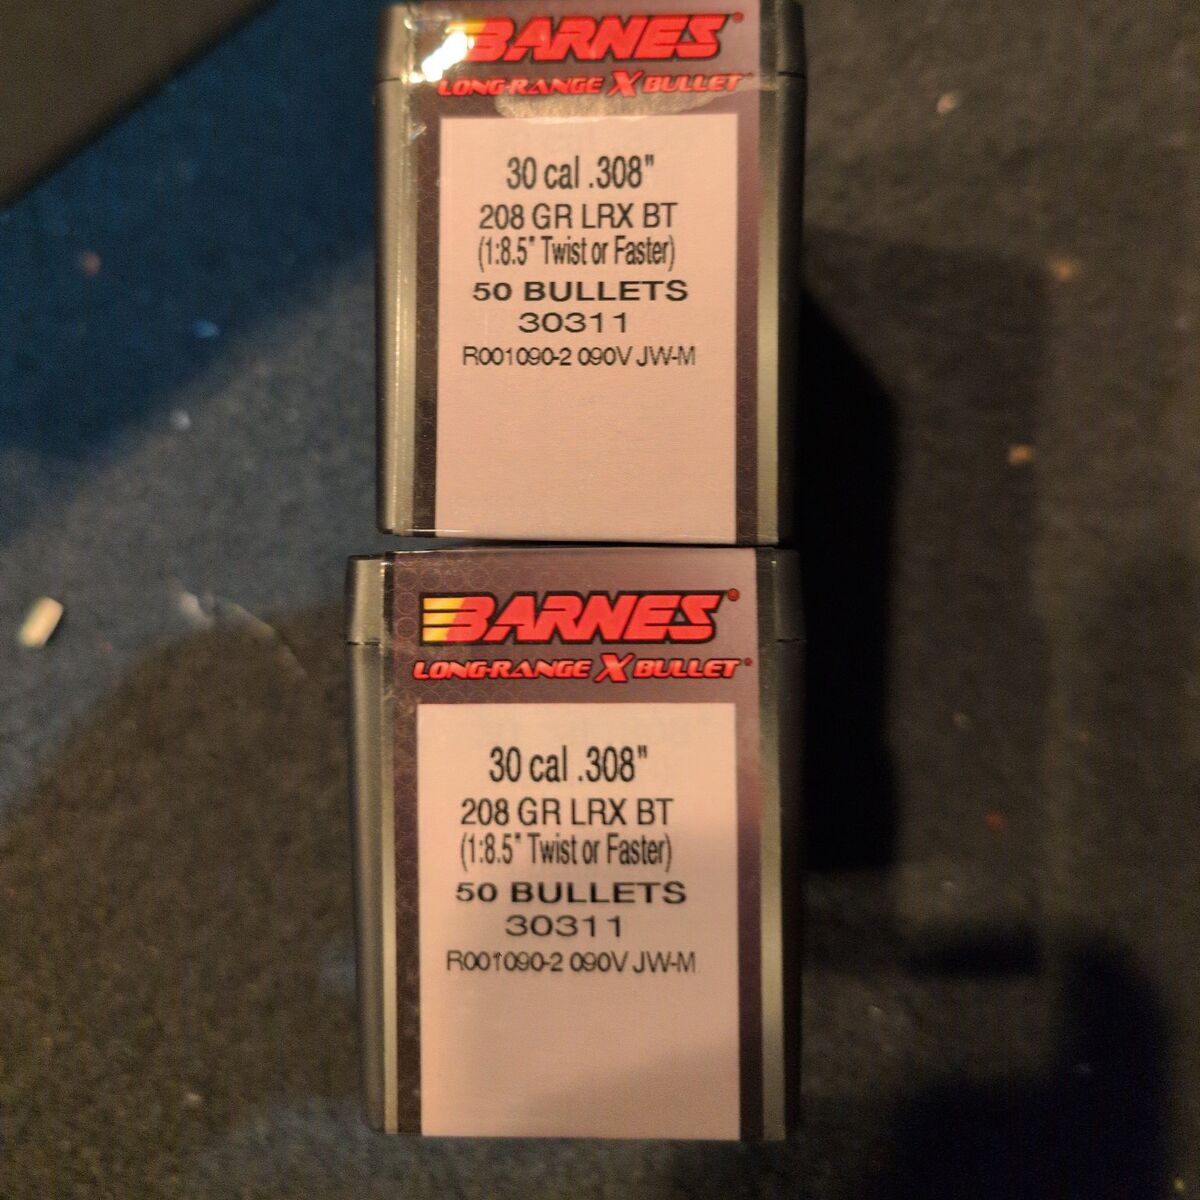 BARNES®
LONG-RANGE X BULLET®
30 cal .308"
208 GR LRX BT
(1:8.5" Twist or Faster)
50 BULLETS
30311
R001090-2 090V JW-M
BARNES®
LONG-RANGE X BULLET®
30 cal .308"
208 GR LRX BT
(1:8.5" Twist or Faster)
50 BULLETS
30311
R001090-2 090V JW-M